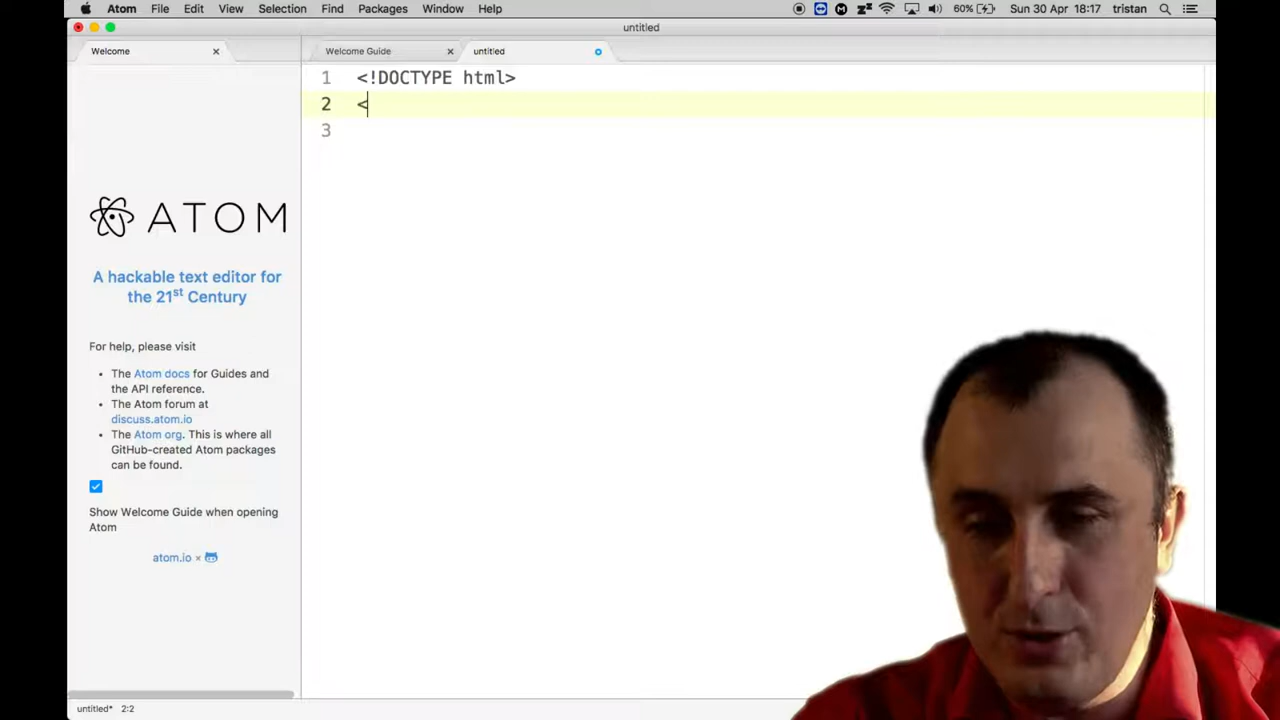 Atom File Edit View Selection Find Packages Window Help 60% Sun 30 Apr 18:17 tristan
untitled
Welcome Welcome Guide untitled
1 <!DOCTYPE html>
2 <
3
ATOM
A hackable text editor for
the 21st Century
For help, please visit
• The Atom docs for Guides and
the API reference.
• The Atom forum at
discuss.atom.io
• The Atom org. This is where all
GitHub-created Atom packages
can be found.
Show Welcome Guide when opening
Atom
atom.io ×
untitled* 2:2